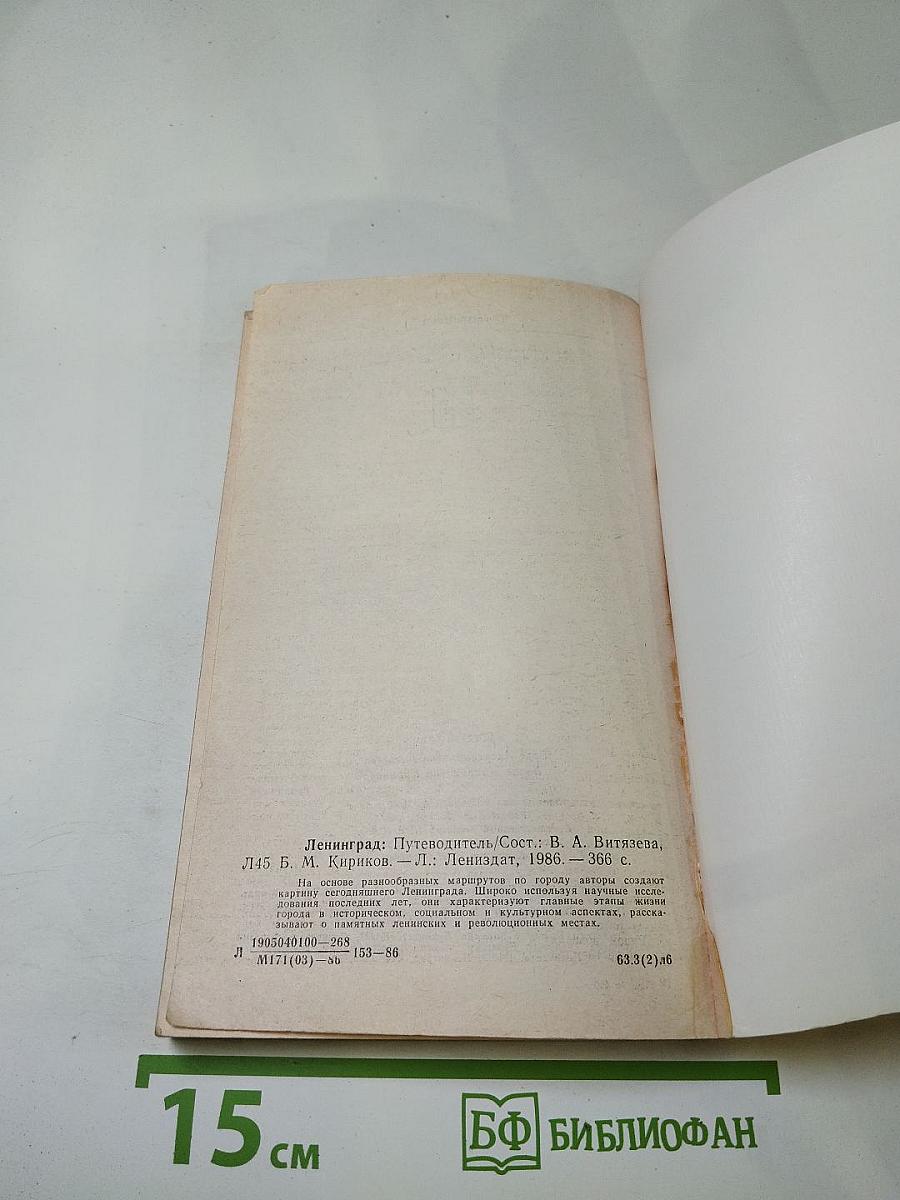 Ленинград: Путеводитель/Сост.: В. А. Витязева,
Л45 Б. М. Кириков. — Л.: Лениздат, 1986. — 366 с.
На основе разнообразных маршрутов по городу авторы создают
картину сегодняшнего Ленинграда. Широко используя научные иссле-
дования последних лет, они характеризуют главные этапы жизни
города в историческом, социальном и культурном аспектах, расска-
зывают о памятных ленинских и революционных местах.
1905040100—268
Л М171(03)—86 153—86
63.3(2)л6
15 см
БФ БИБЛИОФАН